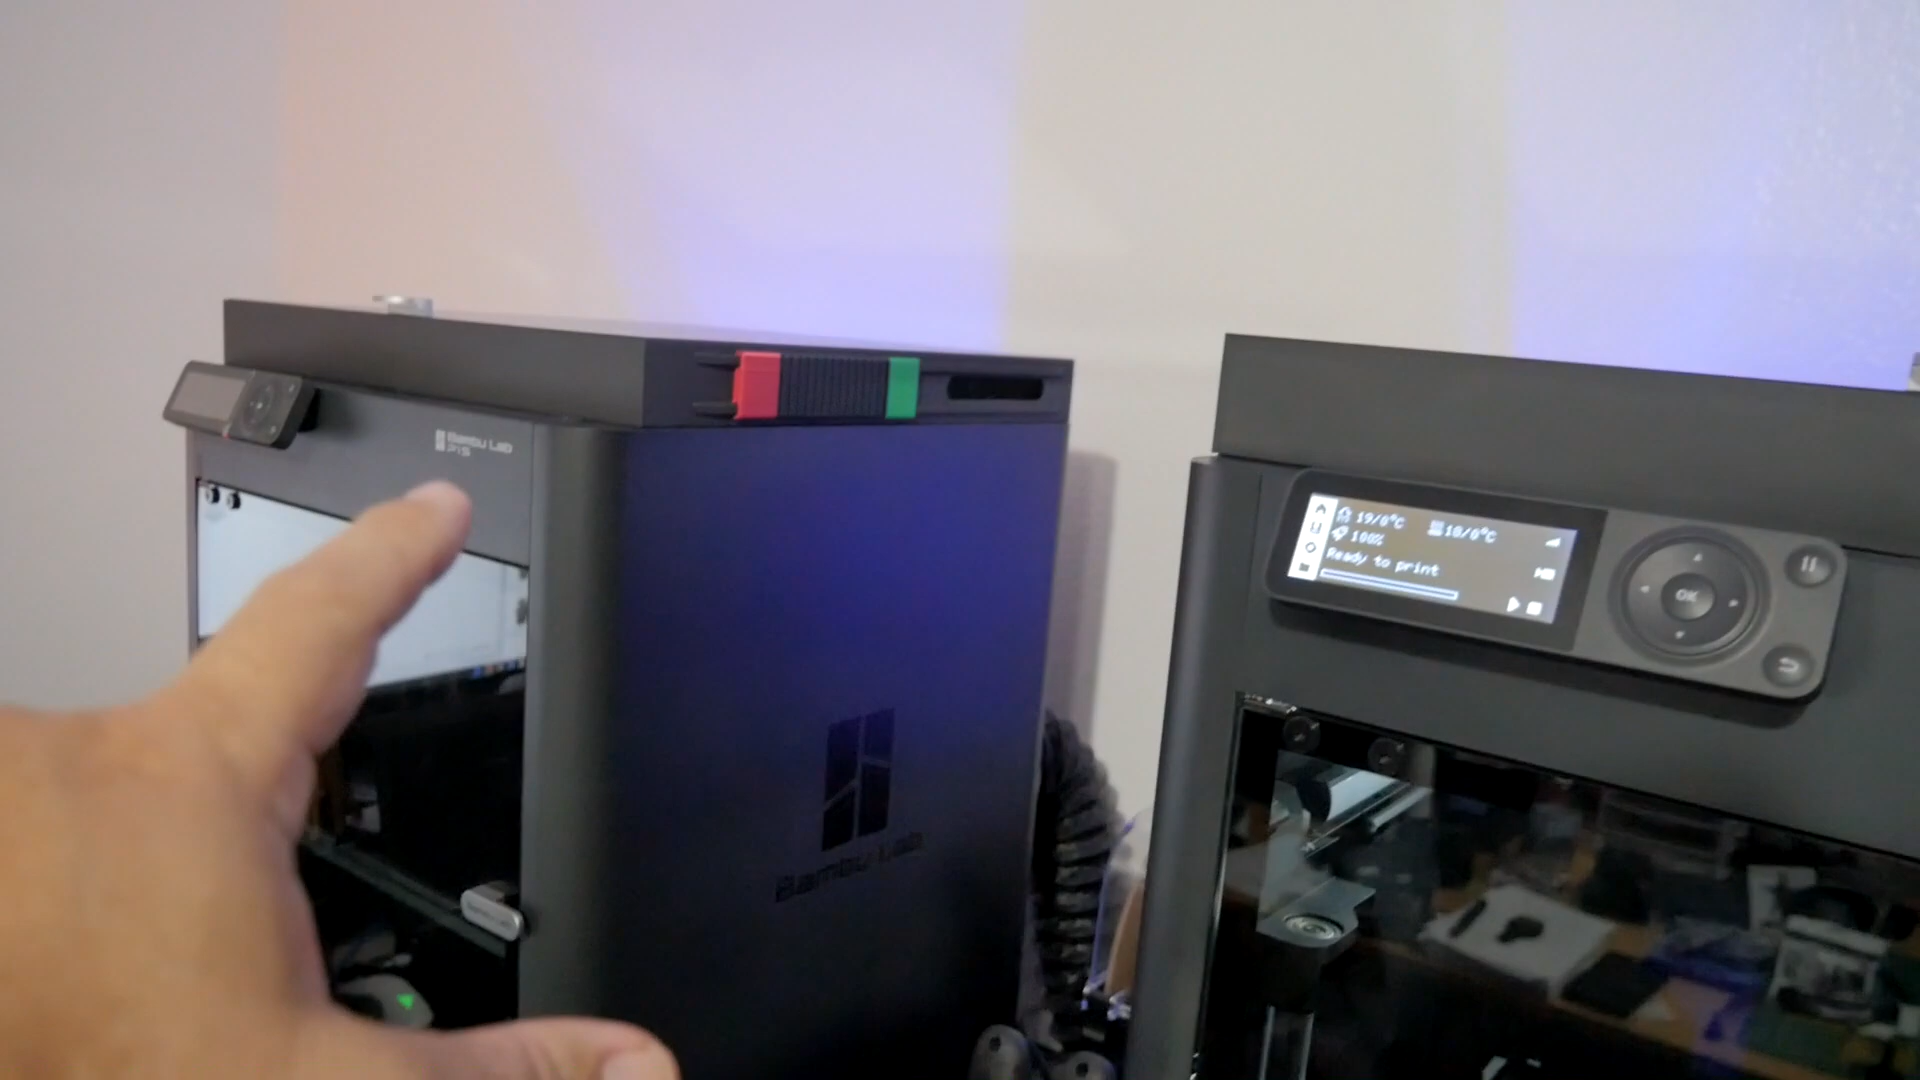 Bambu Lab
P1S
Bambu Lab
19/0°C
18/0°C
100%
Ready to print
OK